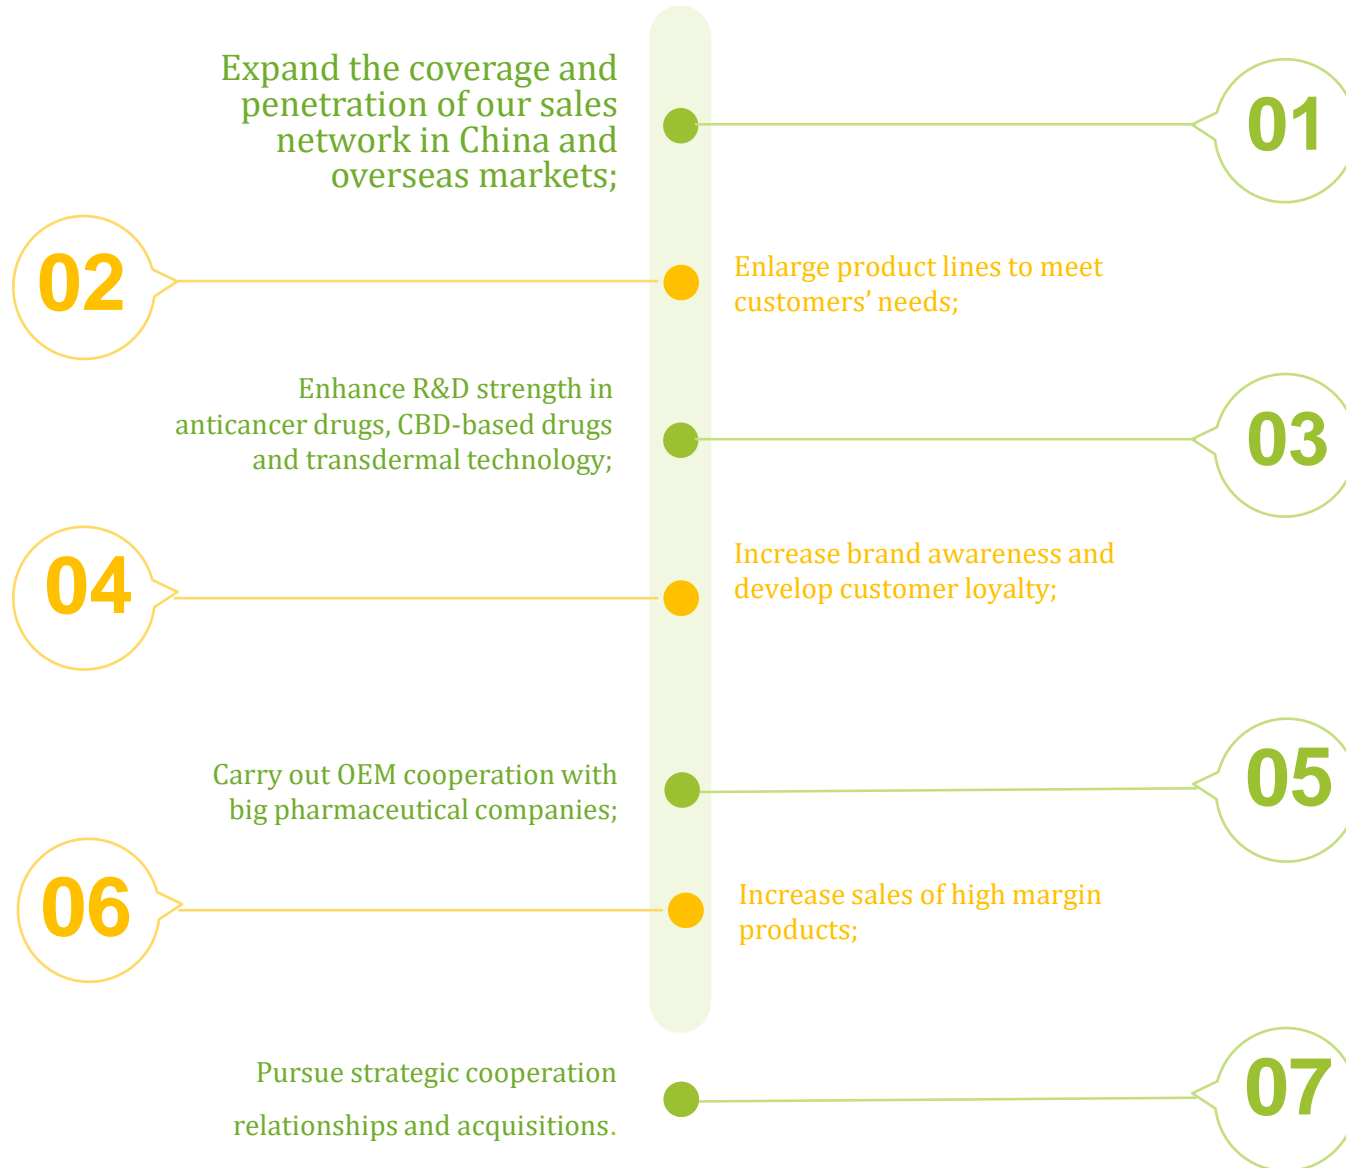 Expand the coverage and
penetration of our sales
network in China and
overseas markets;
01
02
Enlarge product lines to meet
customers’ needs;
Enhance R&D strength in
anticancer drugs, CBD-based drugs
and transdermal technology;
03
04
Increase brand awareness and
develop customer loyalty;
Carry out OEM cooperation with
big pharmaceutical companies;
05
06
Increase sales of high margin
products;
Pursue strategic cooperation
relationships and acquisitions.
07